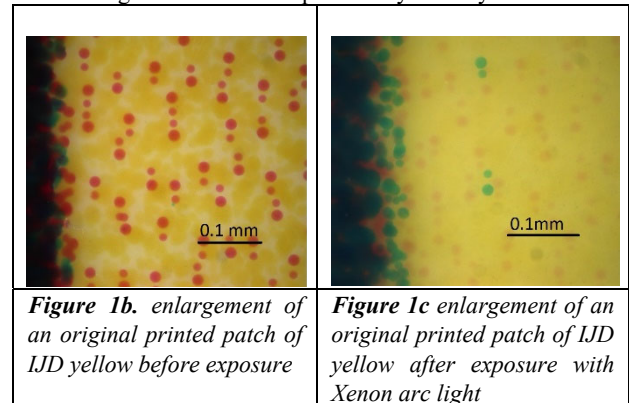 0.1 mm
0.1mm
Figure 1b. enlargement of
an original printed patch of
IJD yellow before exposure
Figure 1c enlargement of an
original printed patch of IJD
yellow after exposure with
Xenon arc light